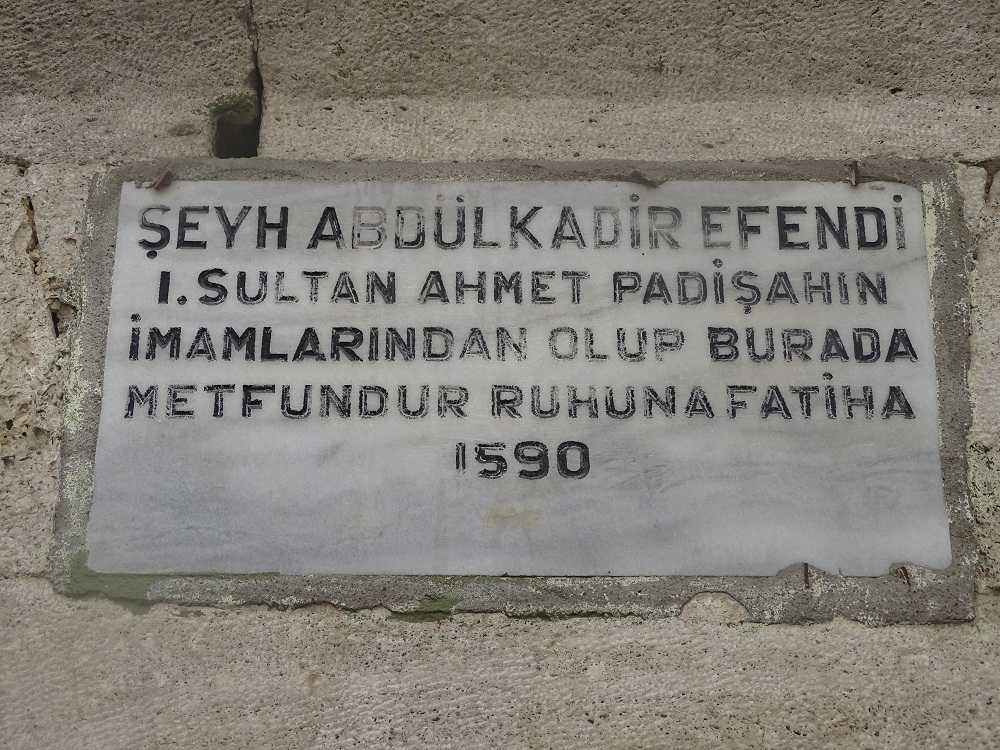 ŞEYH ABDÜLKADİR EFENDİ
I.SULTAN AHMET PADİŞAHIN
İMAMLARINDAN OLUP BURADA
METFUNDUR RUHUNA FATİHA
1590